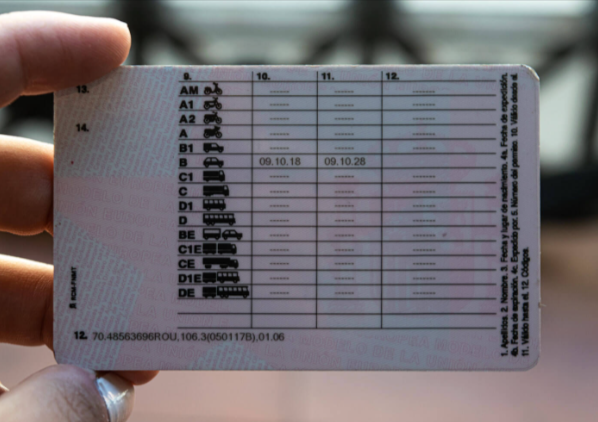 9. 10. 11. 12.
13.
AM ------ ------ ------
A1 ------ ------ ------
A2 ------ ------ ------
14.
A ------ ------ ------
B1 ------ ------ ------
B 09.10.18 09.10.28 ------
C1 ------ ------ ------
C ------ ------ ------
D1 ------ ------ ------
D ------ ------ ------
BE ------ ------ ------
C1E ------ ------ ------
CE ------ ------ ------
D1E ------ ------ ------
DE ------ ------ ------
12. 70.48563696ROU,106.3(050117B),01.06
1. Apellidos. 2. Nombre. 3. Fecha y lugar de nacimiento. 4a. Fecha de expedición.
4b. Fecha de expiración. 4c. Expedido por. 5. Número del permiso. 10. Válido desde el.
11. Válido hasta el. 12. Códigos